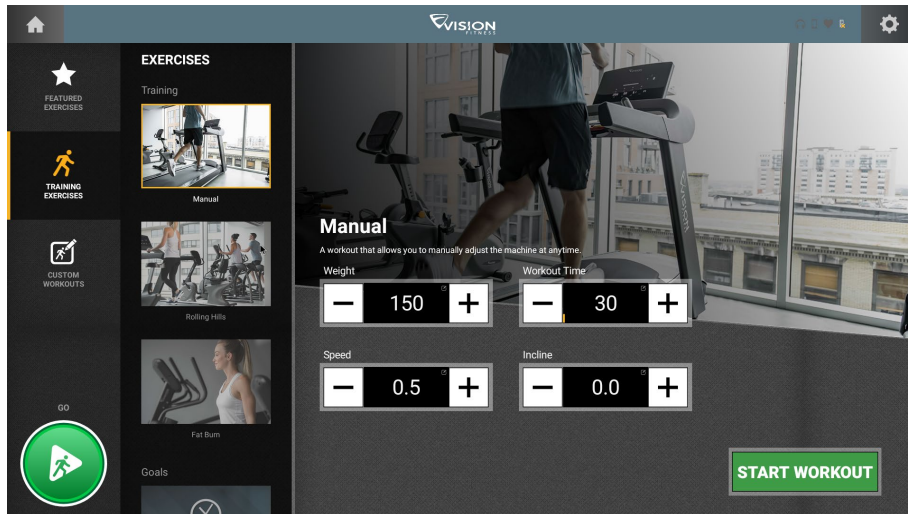 VISION
FITNESS
FEATURED
EXERCISES
TRAINING
EXERCISES
CUSTOM
WORKOUTS
GO
EXERCISES
Training
Manual
Rolling Hills
Fat Burn
Goals
Manual
A workout that allows you to manually adjust the machine at anytime.
Weight
150
Workout Time
30
Speed
0.5
Incline
0.0
START WORKOUT